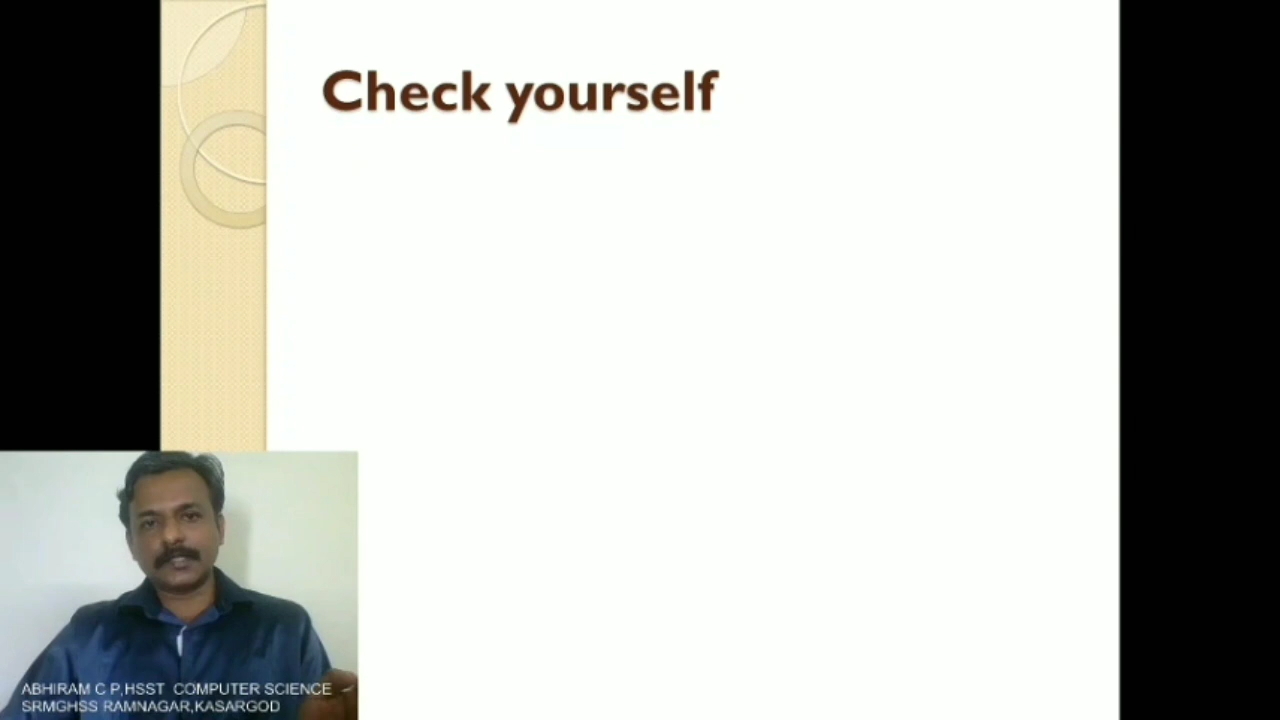 Check yourself
ABHIRAM C P,HSST COMPUTER SCIENCE
SRMGHSS RAMNAGAR,KASARGOD